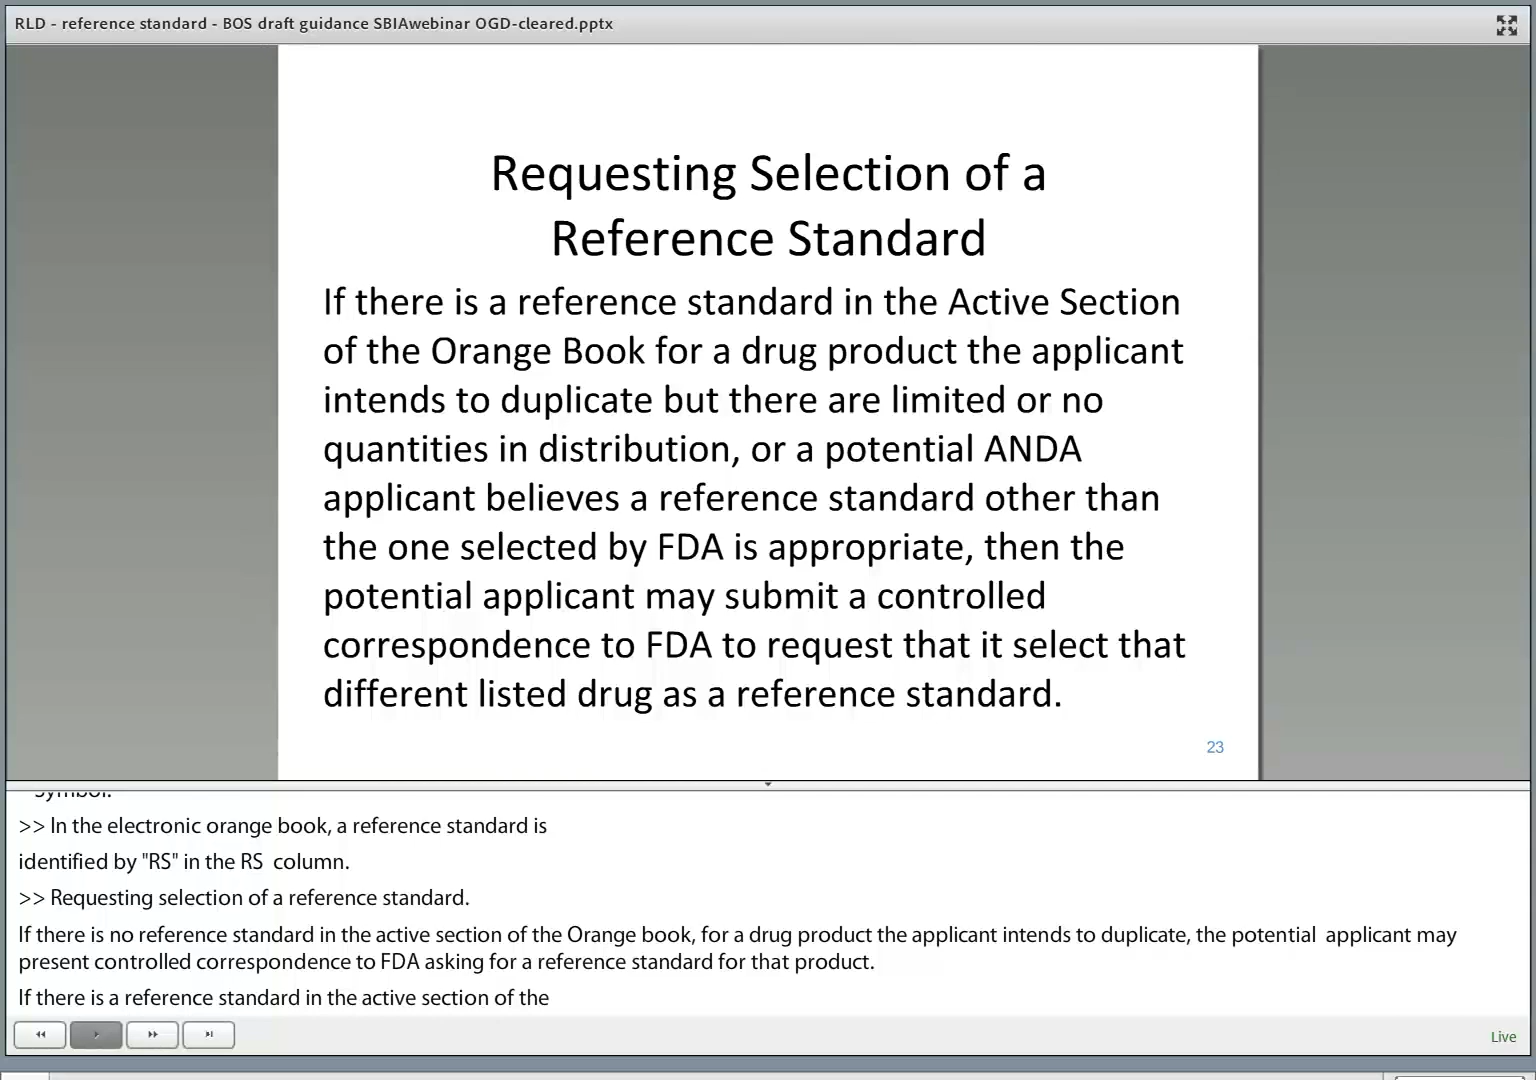 RLD - reference standard - BOS draft guidance SBIAwebinar OGD-cleared.pptx
Requesting Selection of a
Reference Standard
If there is a reference standard in the Active Section
of the Orange Book for a drug product the applicant
intends to duplicate but there are limited or no
quantities in distribution, or a potential ANDA
applicant believes a reference standard other than
the one selected by FDA is appropriate, then the
potential applicant may submit a controlled
correspondence to FDA to request that it select that
different listed drug as a reference standard.
23
symbol.
>> In the electronic orange book, a reference standard is
identified by "RS" in the RS column.
>> Requesting selection of a reference standard.
If there is no reference standard in the active section of the Orange book, for a drug product the applicant intends to duplicate, the potential applicant may
present controlled correspondence to FDA asking for a reference standard for that product.
If there is a reference standard in the active section of the
Live